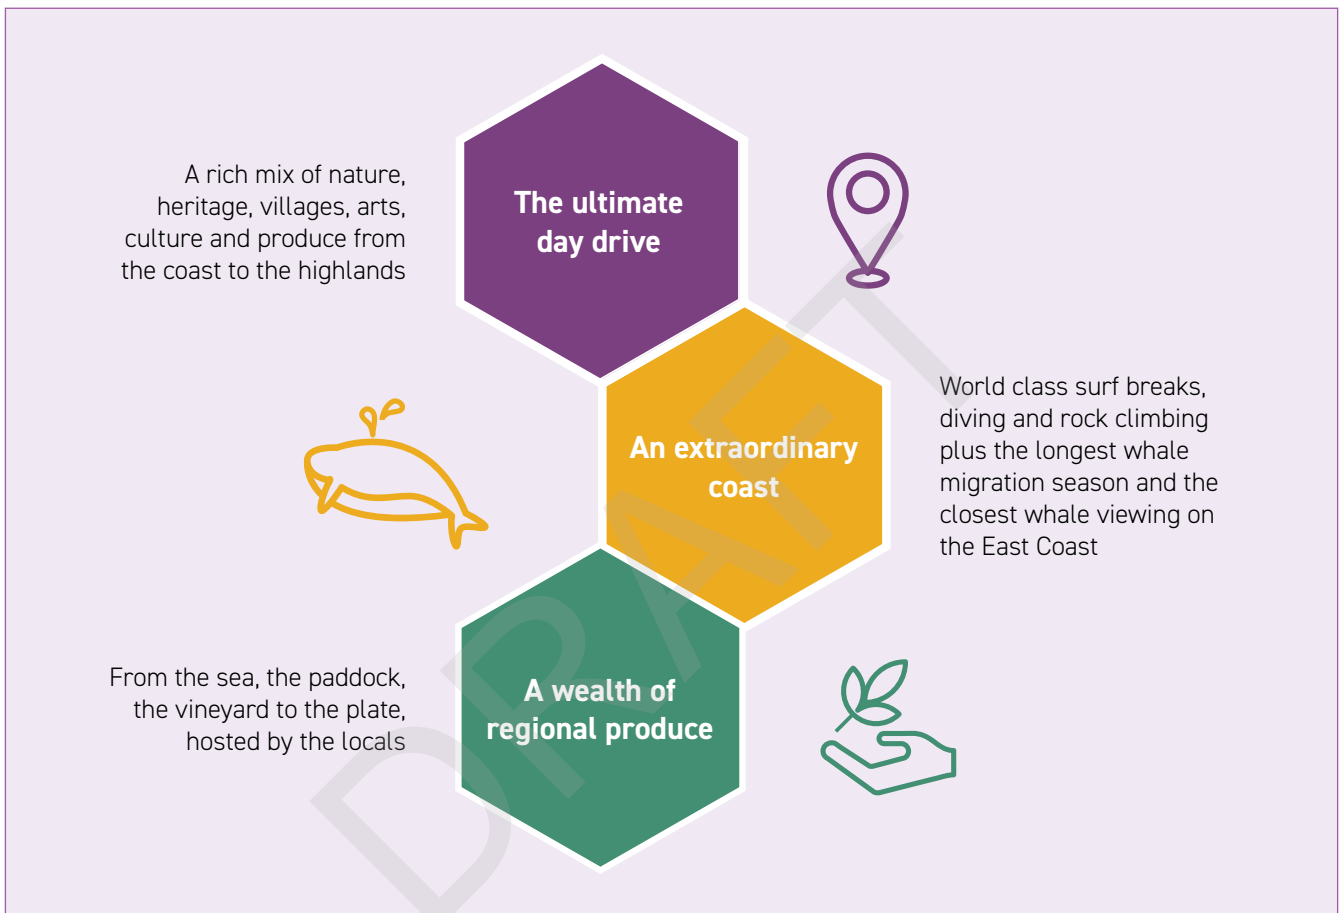 A rich mix of nature,
heritage, villages, arts,
culture and produce from
the coast to the highlands
The ultimate
day drive
An extraordinary
coast
World class surf breaks,
diving and rock climbing
plus the longest whale
migration season and the
closest whale viewing on
the East Coast
From the sea, the paddock,
the vineyard to the plate,
hosted by the locals
A wealth of
regional produce
DRAFT